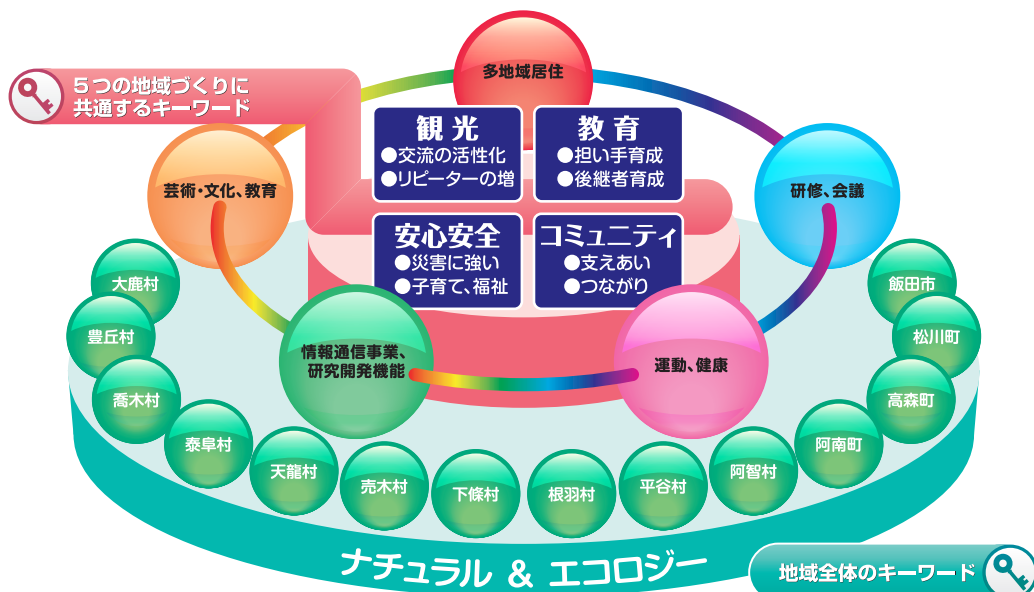 5つの地域づくりに
共通するキーワード
多地域居住
芸術・文化、教育
研修、会議
観光
●交流の活性化
●リピーターの増
教育
●担い手育成
●後継者育成
安心安全
●災害に強い
●子育て、福祉
コミュニティ
●支えあい
●つながり
情報通信事業、
研究開発機能
運動、健康
大鹿村
豊丘村
喬木村
泰阜村
天龍村
売木村
下條村
根羽村
平谷村
阿智村
阿南町
高森町
松川町
飯田市
ナチュラル & エコロジー
地域全体のキーワード